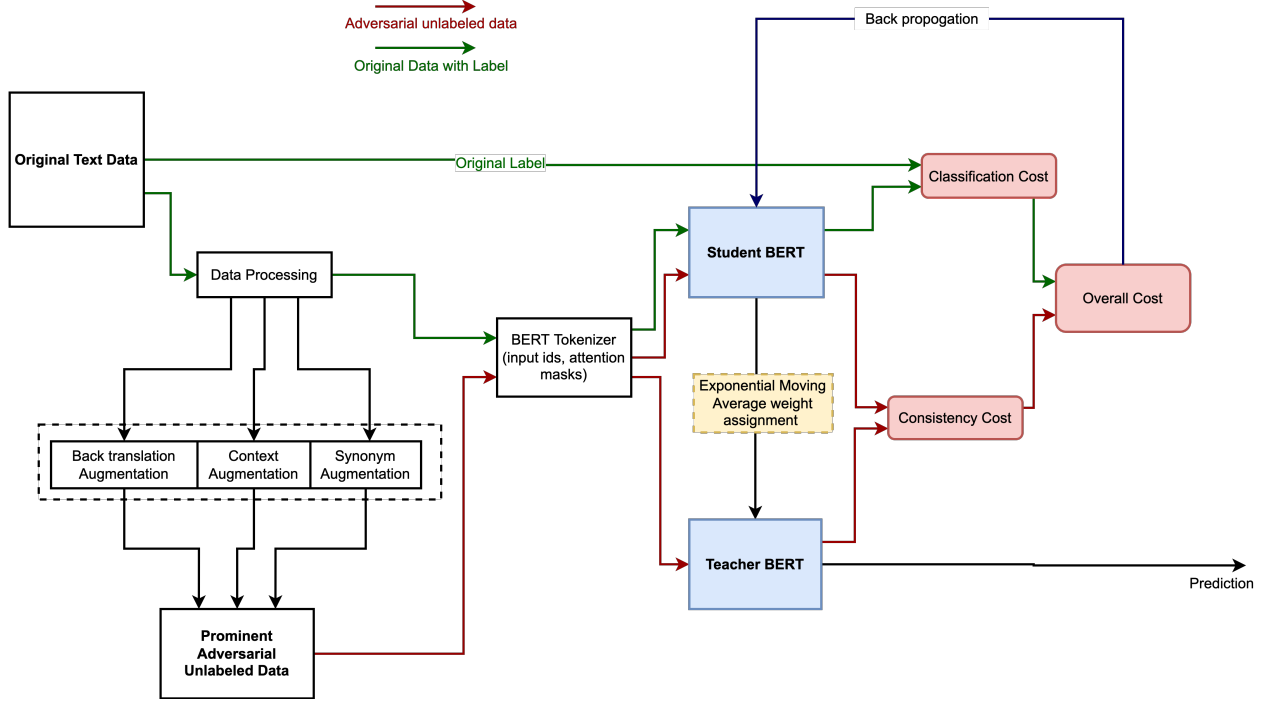 Adversarial unlabeled data
Original Data with Label
Back propogation
Original Text Data
Original Label
Classification Cost
Student BERT
Data Processing
Overall Cost
BERT Tokenizer
(input ids, attention
masks)
Exponential Moving
Average weight
assignment
Consistency Cost
Back translation
Augmentation
Context
Augmentation
Synonym
Augmentation
Teacher BERT
Prediction
Prominent
Adversarial
Unlabeled Data